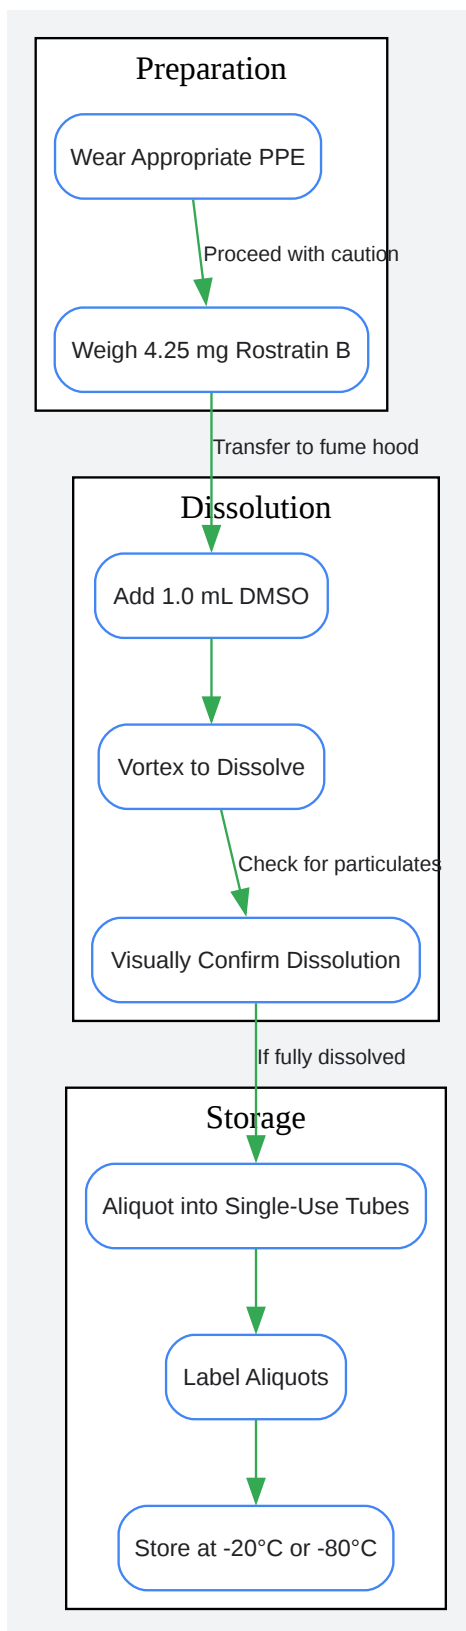 Preparation
Wear Appropriate PPE
Proceed with caution
Weigh 4.25 mg Rostratin B
Transfer to fume hood
Dissolution
Add 1.0 mL DMSO
Vortex to Dissolve
Check for particulates
Visually Confirm Dissolution
If fully dissolved
Storage
Aliquot into Single-Use Tubes
Label Aliquots
Store at -20°C or -80°C